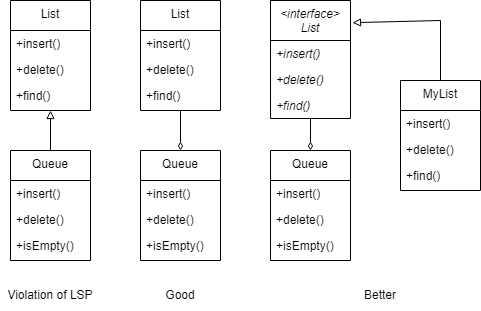 List
+insert()
+delete()
+find()
Queue
+insert()
+delete()
+isEmpty()
Violation of LSP
List
+insert()
+delete()
+find()
Queue
+insert()
+delete()
+isEmpty()
Good
<interface>
List
+insert()
+delete()
+find()
Queue
+insert()
+delete()
+isEmpty()
MyList
+insert()
+delete()
+find()
Better